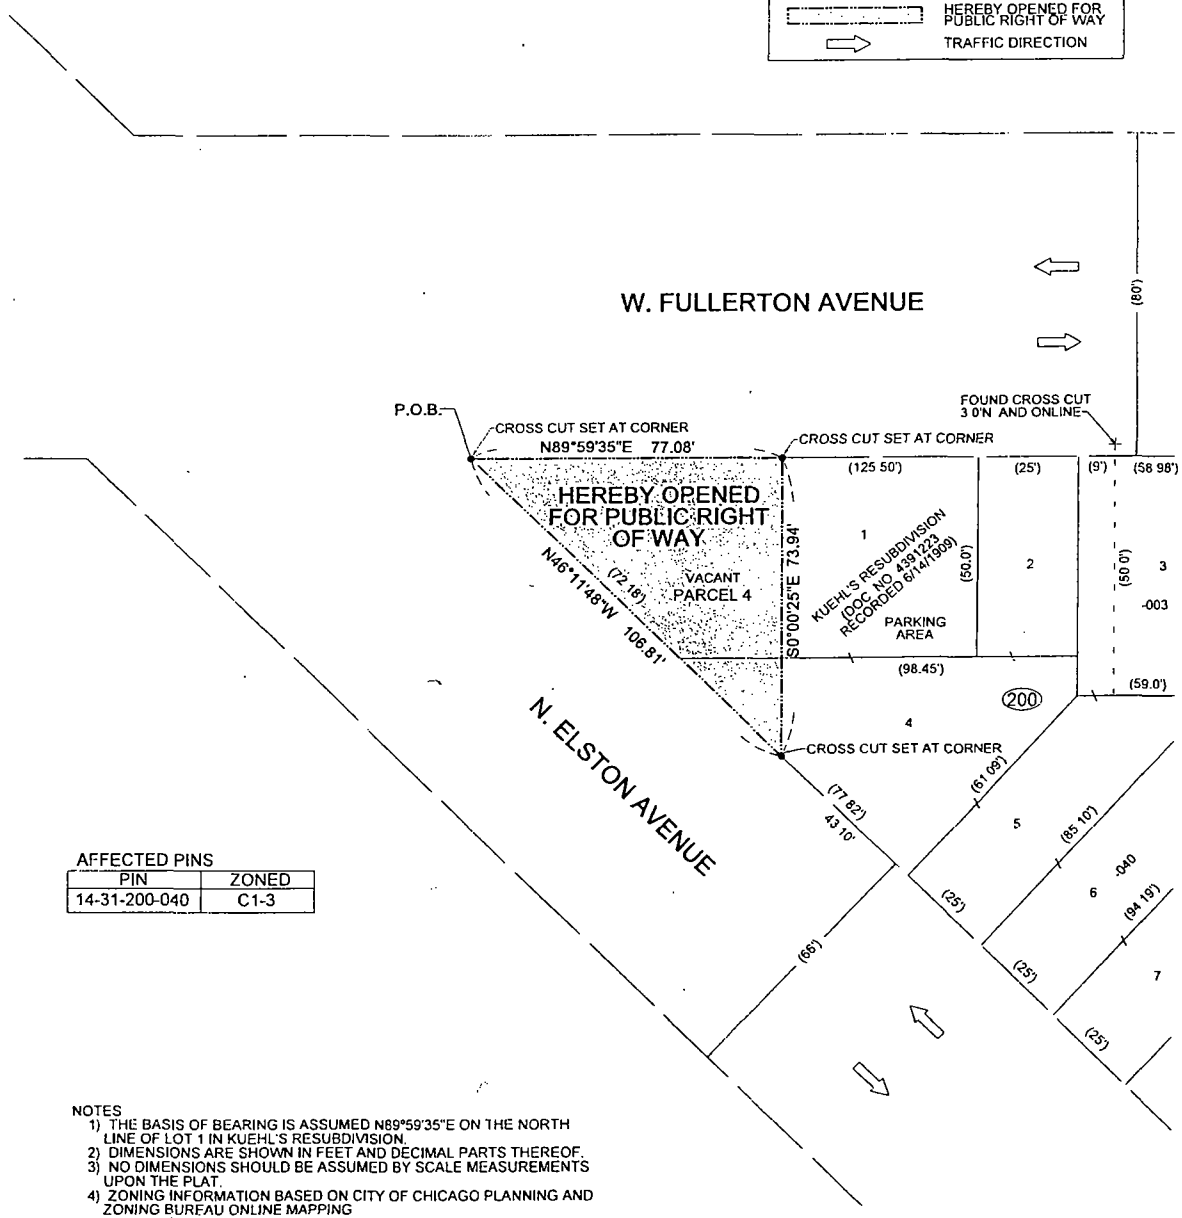 HEREBY OPENED FOR
PUBLIC RIGHT OF WAY
TRAFFIC DIRECTION
W. FULLERTON AVENUE
(80')
P.O.B.
CROSS CUT SET AT CORNER
N89°59'35"E 77.08'
CROSS CUT SET AT CORNER
FOUND CROSS CUT
3 0'N AND ONLINE
(125 50')
(25')
(9')
(58 98')
HEREBY OPENED
FOR PUBLIC RIGHT
OF WAY
VACANT
PARCEL 4
N46°11'48"W 106.81'
(72.18')
S0°00'25"E 73.94'
1
KUEHL'S RESUBDIVISION
(DOC. NO. 4391223
RECORDED 6/14/1909)
PARKING
AREA
(50.0')
2
(50 0')
3
-003
(98.45')
(59.0')
200
4
CROSS CUT SET AT CORNER
N. ELSTON AVENUE
(77 82')
43 10'
(61 09')
5
(85 10')
6
-040
(94 19')
7
(25')
(25')
(25')
(66')
AFFECTED PINS
PIN ZONED
14-31-200-040 C1-3
NOTES
1) THE BASIS OF BEARING IS ASSUMED N89°59'35"E ON THE NORTH
LINE OF LOT 1 IN KUEHL'S RESUBDIVISION.
2) DIMENSIONS ARE SHOWN IN FEET AND DECIMAL PARTS THEREOF.
3) NO DIMENSIONS SHOULD BE ASSUMED BY SCALE MEASUREMENTS
UPON THE PLAT.
4) ZONING INFORMATION BASED ON CITY OF CHICAGO PLANNING AND
ZONING BUREAU ONLINE MAPPING